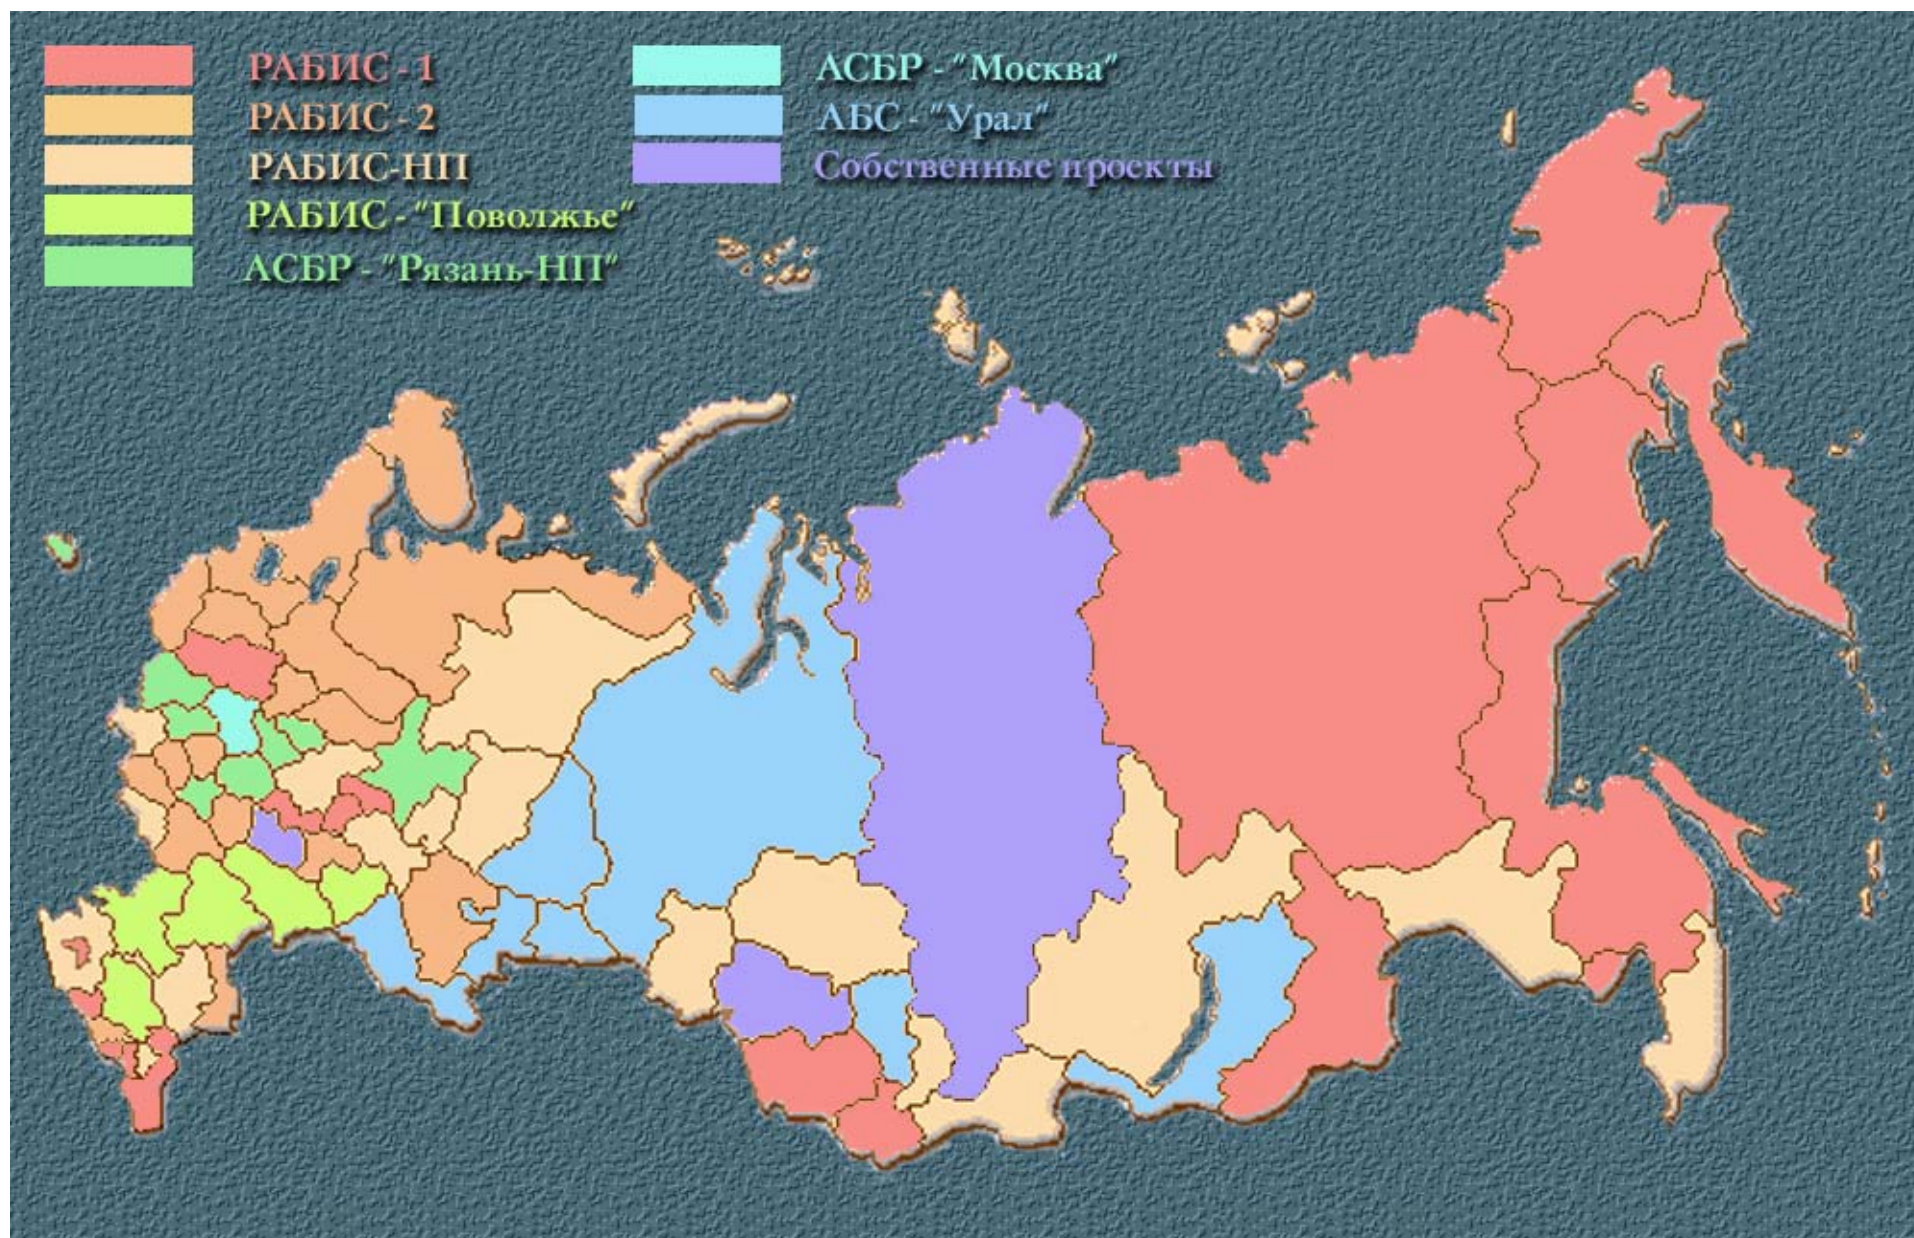 РАБИС - 1
РАБИС - 2
РАБИС-НП
РАБИС - "Поволжье"
АСБР - "Рязань-НП"
АСБР - "Москва"
АБС - "Урал"
Собственные проекты